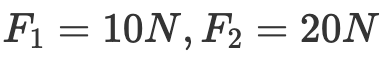 F₁ = 10N, F₂ = 20N